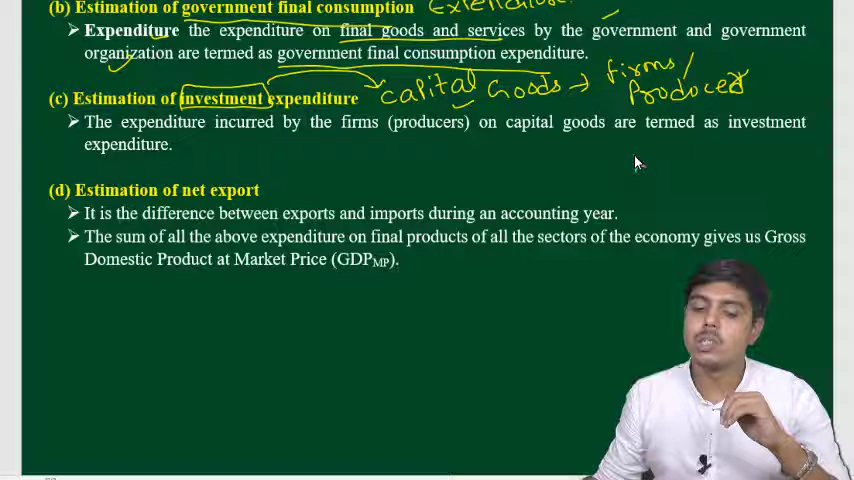 (b) Estimation of government final consumption
➢ Expenditure the expenditure on final goods and services by the government and government
organization are termed as government final consumption expenditure.
(c) Estimation of investment expenditure capital Goods → firms/
Producer
➢ The expenditure incurred by the firms (producers) on capital goods are termed as investment
expenditure.
(d) Estimation of net export
➢ It is the difference between exports and imports during an accounting year.
➢ The sum of all the above expenditure on final products of all the sectors of the economy gives us Gross
Domestic Product at Market Price (GDPMP).